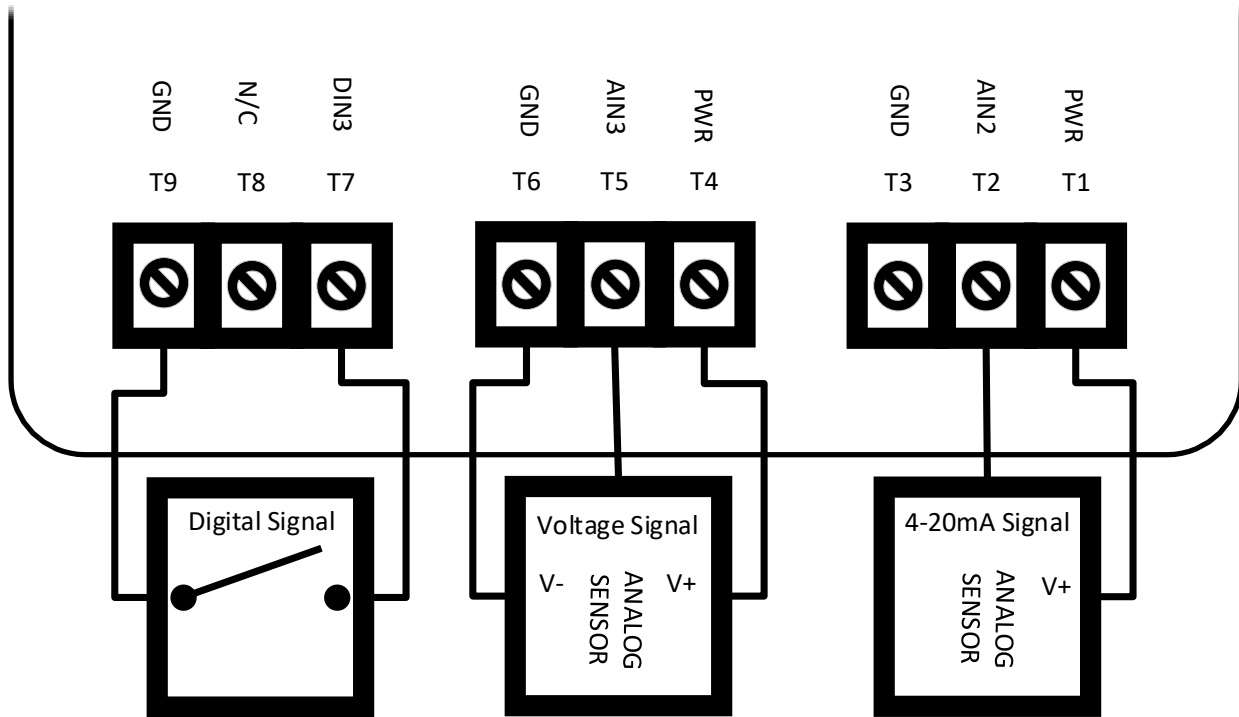 GND N/C DIN3 GND AIN3 PWR GND AIN2 PWR
T9 T8 T7 T6 T5 T4 T3 T2 T1
Digital Signal
Voltage Signal
V-
ANALOG
SENSOR
V+
4-20mA Signal
ANALOG
SENSOR
V+